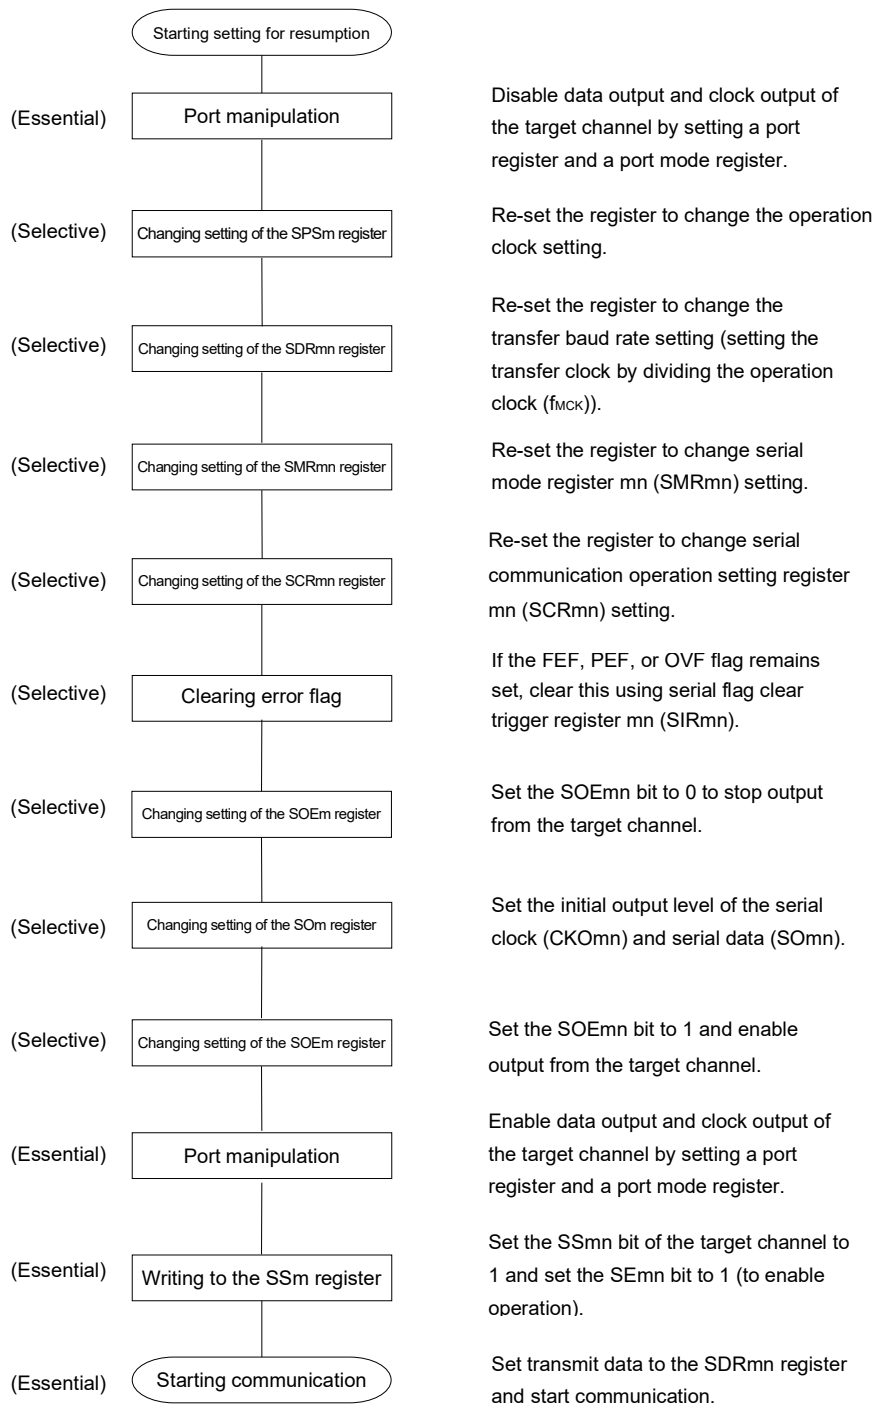 Starting setting for resumption
(Essential)
Port manipulation
Disable data output and clock output of
the target channel by setting a port
register and a port mode register.
(Selective)
Changing setting of the SPSm register
Re-set the register to change the operation
clock setting.
(Selective)
Changing setting of the SDRmn register
Re-set the register to change the
transfer baud rate setting (setting the
transfer clock by dividing the operation
clock (fMCK)).
(Selective)
Changing setting of the SMRmn register
Re-set the register to change serial
mode register mn (SMRmn) setting.
(Selective)
Changing setting of the SCRmn register
Re-set the register to change serial
communication operation setting register
mn (SCRmn) setting.
(Selective)
Clearing error flag
If the FEF, PEF, or OVF flag remains
set, clear this using serial flag clear
trigger register mn (SIRmn).
(Selective)
Changing setting of the SOEm register
Set the SOEmn bit to 0 to stop output
from the target channel.
(Selective)
Changing setting of the SOm register
Set the initial output level of the serial
clock (CKOmn) and serial data (SOmn).
(Selective)
Changing setting of the SOEm register
Set the SOEmn bit to 1 and enable
output from the target channel.
(Essential)
Port manipulation
Enable data output and clock output of
the target channel by setting a port
register and a port mode register.
(Essential)
Writing to the SSm register
Set the SSmn bit of the target channel to
1 and set the SEmn bit to 1 (to enable
operation).
(Essential)
Starting communication
Set transmit data to the SDRmn register
and start communication.